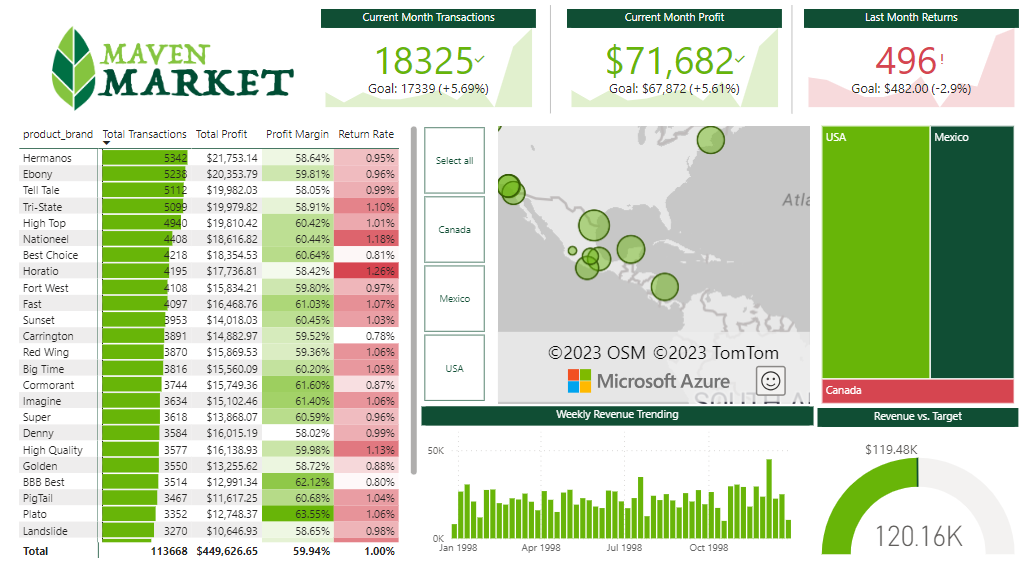 MAVEN
MARKET
Current Month Transactions
18325
Goal: 17339 (+5.69%)
Current Month Profit
$71,682
Goal: $67,872 (+5.61%)
Last Month Returns
496!
Goal: $482.00 (-2.9%)
product_brand Total Transactions Total Profit Profit Margin Return Rate
Hermanos 5342 $21,753.14 58.64% 0.95%
Ebony 5238 $20,353.79 59.81% 0.96%
Tell Tale 5112 $19,982.03 58.05% 0.99%
Tri-State 5099 $19,979.82 58.91% 1.10%
High Top 4940 $19,810.42 60.42% 1.01%
Nationeel 4408 $18,616.82 60.44% 1.18%
Best Choice 4218 $18,354.53 60.64% 0.81%
Horatio 4195 $17,736.81 58.42% 1.26%
Fort West 4108 $15,834.21 59.80% 0.97%
Fast 4097 $16,468.76 61.03% 1.07%
Sunset 3953 $14,018.03 60.45% 1.03%
Carrington 3891 $14,882.97 59.52% 0.78%
Red Wing 3870 $15,869.53 59.36% 1.06%
Big Time 3816 $15,560.09 60.20% 1.05%
Cormorant 3744 $15,749.36 61.60% 0.87%
Imagine 3634 $15,102.46 61.40% 1.06%
Super 3618 $13,868.07 60.59% 0.96%
Denny 3584 $16,015.19 58.02% 0.99%
High Quality 3577 $16,138.93 59.98% 1.13%
Golden 3550 $13,255.62 58.72% 0.88%
BBB Best 3514 $12,991.34 62.12% 0.80%
PigTail 3467 $11,617.25 60.68% 1.04%
Plato 3352 $12,748.37 63.55% 1.06%
Landslide 3270 $10,646.93 58.65% 0.98%
Total 113668 $449,626.65 59.94% 1.00%
Select all
Canada
Mexico
USA
Atla
©2023 OSM ©2023 TomTom
Microsoft Azure
SOUTH A
USA
Mexico
Canada
Weekly Revenue Trending
50K
0K
Jan 1998 Apr 1998 Jul 1998 Oct 1998
Revenue vs. Target
$119.48K
120.16K